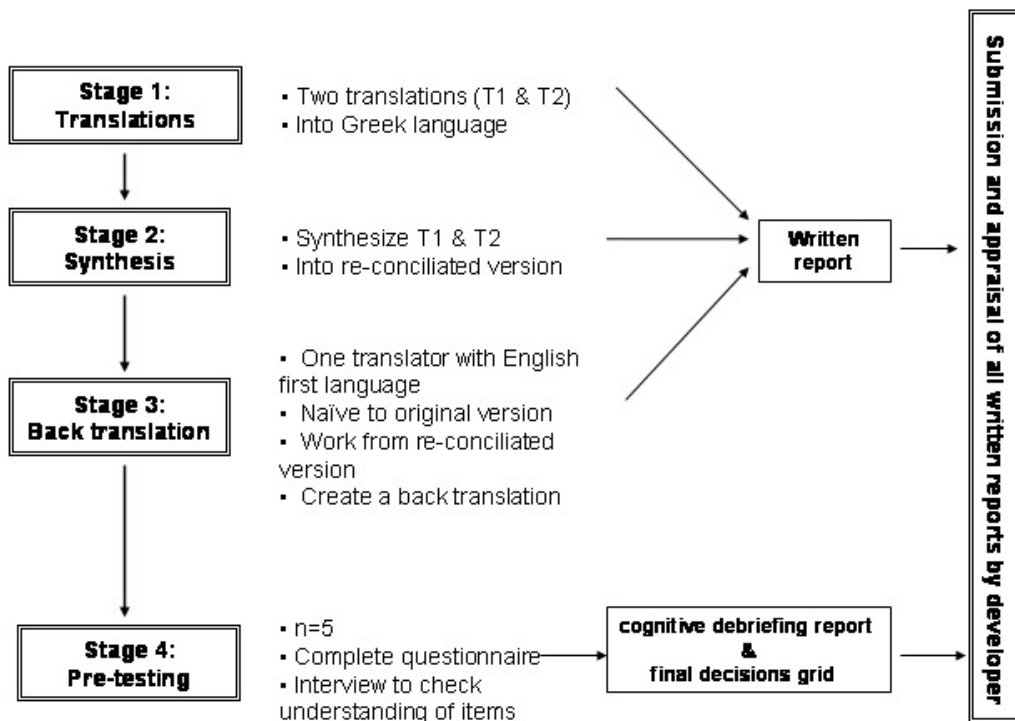 Stage 1:
Translations
▪ Two translations (T1 & T2)
▪ Into Greek language
Stage 2:
Synthesis
▪ Synthesize T1 & T2
▪ Into re-conciliated version
Written
report
Stage 3:
Back translation
▪ One translator with English
first language
▪ Naïve to original version
▪ Work from re-conciliated
version
▪ Create a back translation
Stage 4:
Pre-testing
▪ n=5
▪ Complete questionnaire
▪ Interview to check
understanding of items
cognitive debriefing report
&
final decisions grid
Submission and appraisal of all written reports by developer